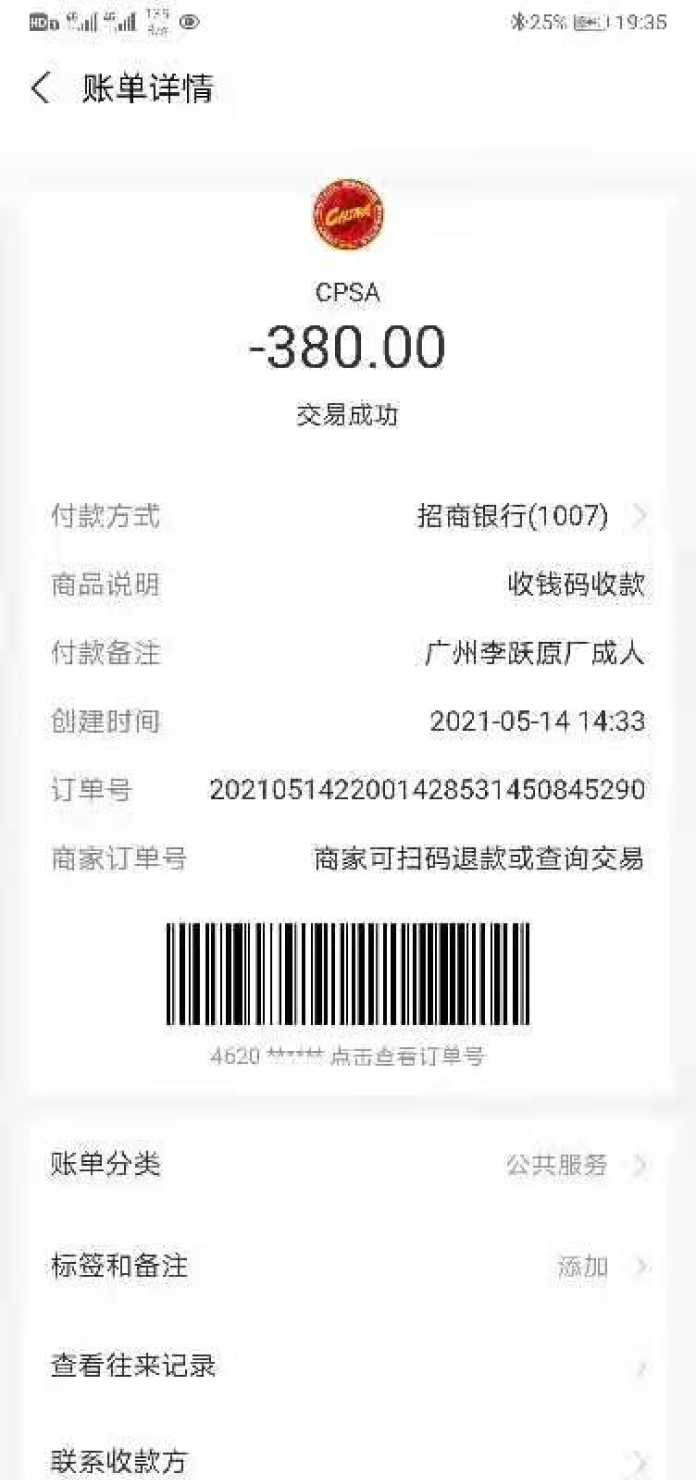 25% 19:35
账单详情
CHINA
CPSA
-380.00
交易成功
付款方式 招商银行(1007)
商品说明 收钱码收款
付款备注 广州李跃原厂成人
创建时间 2021-05-14 14:33
订单号 2021051422001428531450845290
商家订单号 商家可扫码退款或查询交易
4620 ****** 点击查看订单号
账单分类 公共服务
标签和备注 添加
查看往来记录
联系收款方